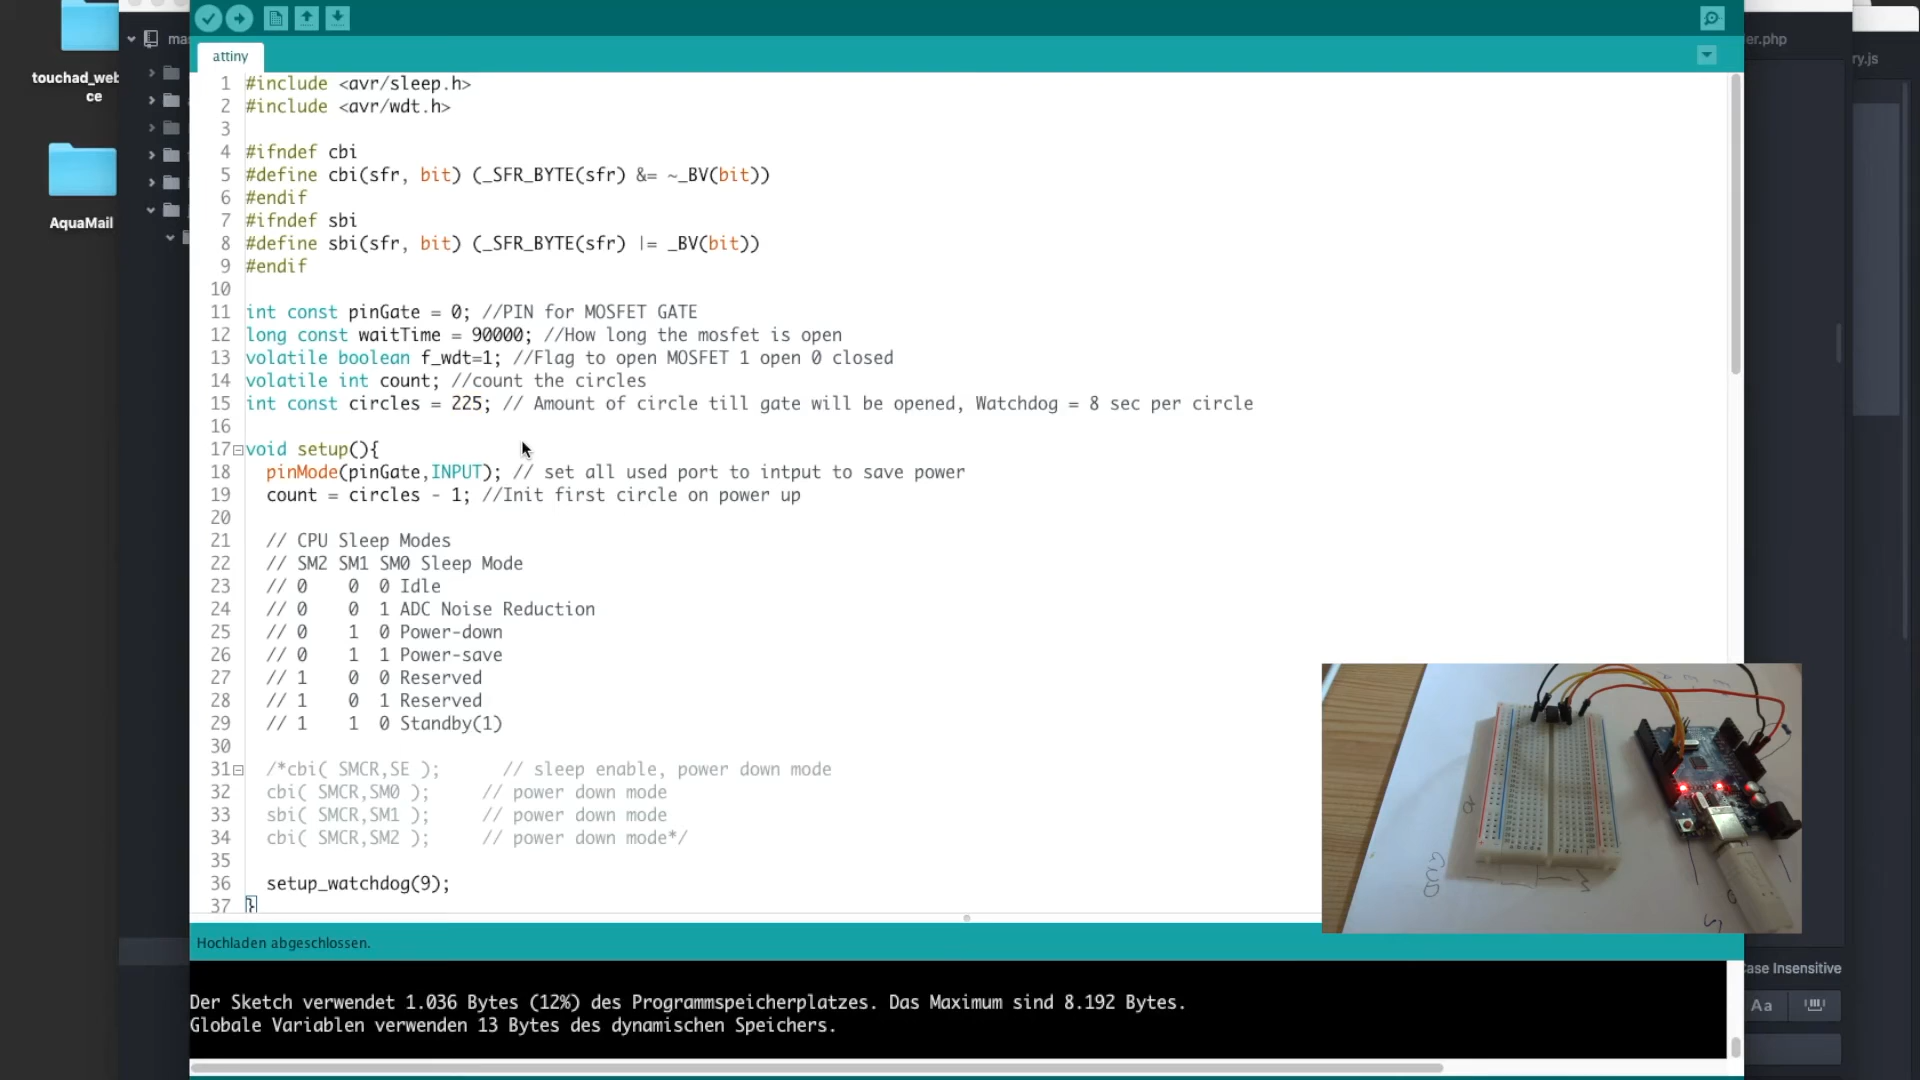 touchad_web
ce
AquaMail
mas
er.php
ry.js
attiny
1 #include <avr/sleep.h>
2 #include <avr/wdt.h>
3
4 #ifndef cbi
5 #define cbi(sfr, bit) (_SFR_BYTE(sfr) &= ~_BV(bit))
6 #endif
7 #ifndef sbi
8 #define sbi(sfr, bit) (_SFR_BYTE(sfr) |= _BV(bit))
9 #endif
10
11 int const pinGate = 0; //PIN for MOSFET GATE
12 long const waitTime = 90000; //How long the mosfet is open
13 volatile boolean f_wdt=1; //Flag to open MOSFET 1 open 0 closed
14 volatile int count; //count the circles
15 int const circles = 225; // Amount of circle till gate will be opened, Watchdog = 8 sec per circle
16
17 void setup(){
18 pinMode(pinGate,INPUT); // set all used port to intput to save power
19 count = circles - 1; //Init first circle on power up
20
21 // CPU Sleep Modes
22 // SM2 SM1 SM0 Sleep Mode
23 // 0 0 0 Idle
24 // 0 0 1 ADC Noise Reduction
25 // 0 1 0 Power-down
26 // 0 1 1 Power-save
27 // 1 0 0 Reserved
28 // 1 0 1 Reserved
29 // 1 1 0 Standby(1)
30
31 /*cbi( SMCR,SE ); // sleep enable, power down mode
32 cbi( SMCR,SM0 ); // power down mode
33 sbi( SMCR,SM1 ); // power down mode
34 cbi( SMCR,SM2 ); // power down mode*/
35
36 setup_watchdog(9);
37 }
GND
Hochladen abgeschlossen.
Case Insensitive
Aa
Der Sketch verwendet 1.036 Bytes (12%) des Programmspeicherplatzes. Das Maximum sind 8.192 Bytes.
Globale Variablen verwenden 13 Bytes des dynamischen Speichers.